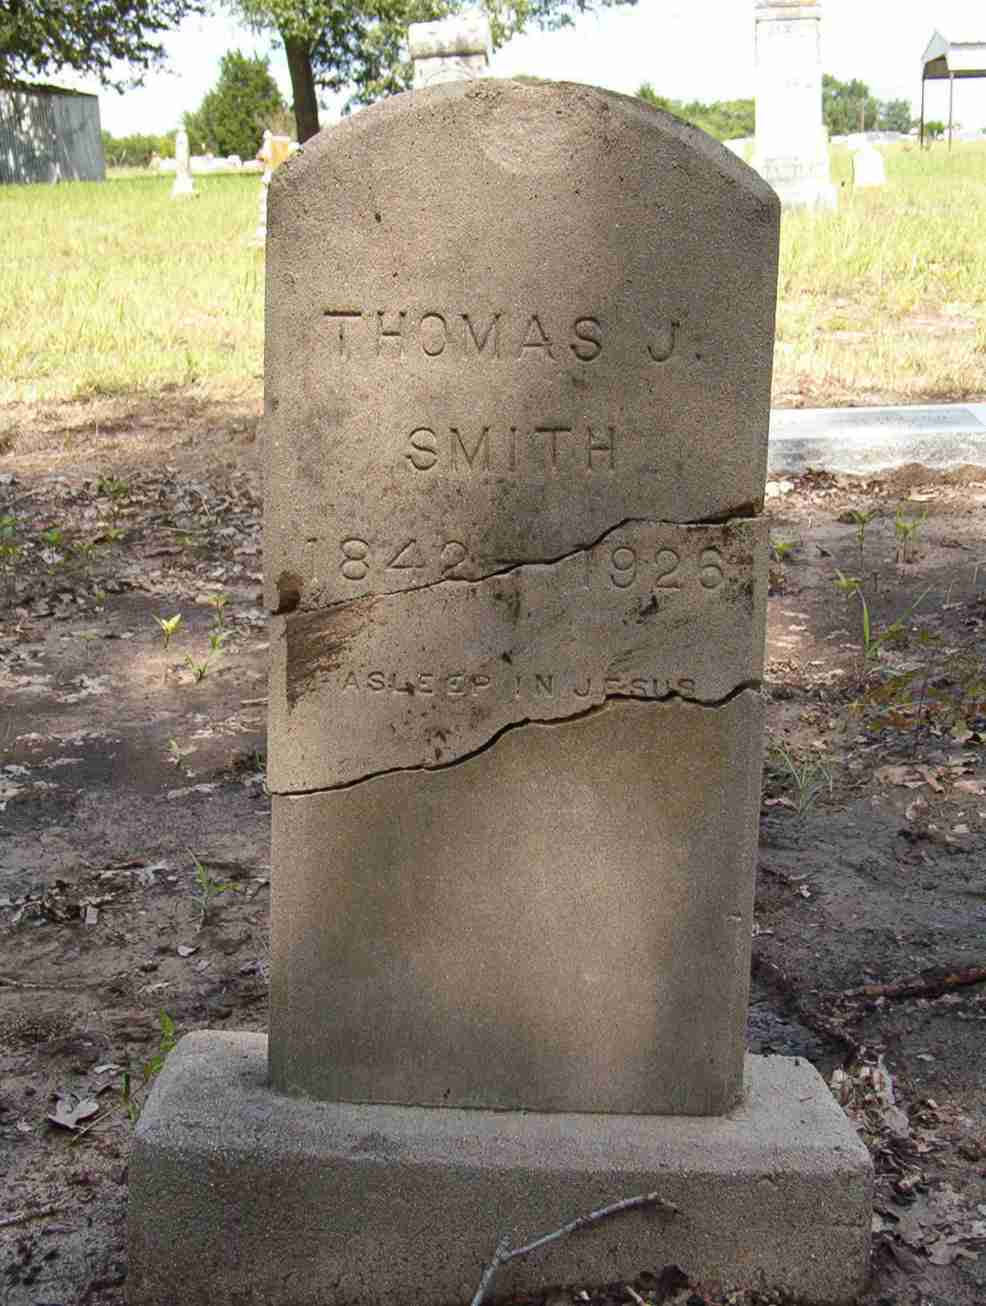 THOMAS J.
SMITH
1842 – 1926
ASLEEP IN JESUS